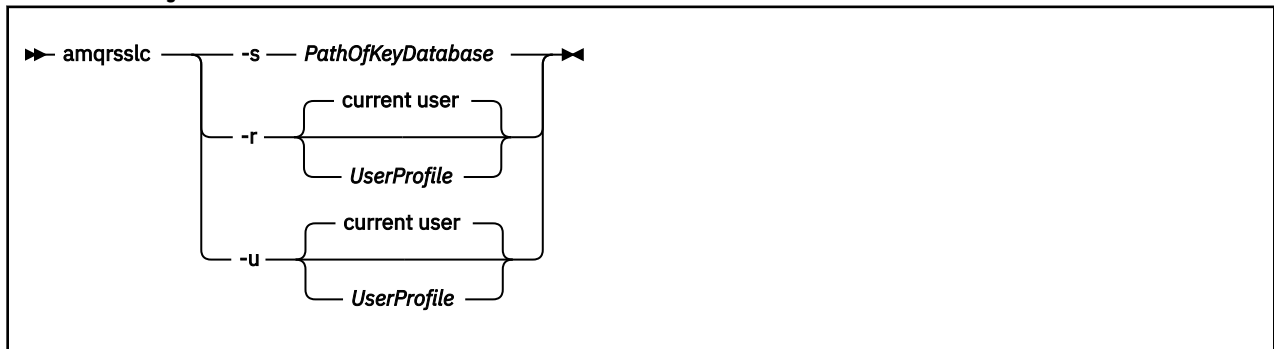 amqrsslc -s PathOfKeyDatabase
current user
-r
UserProfile
current user
-u
UserProfile